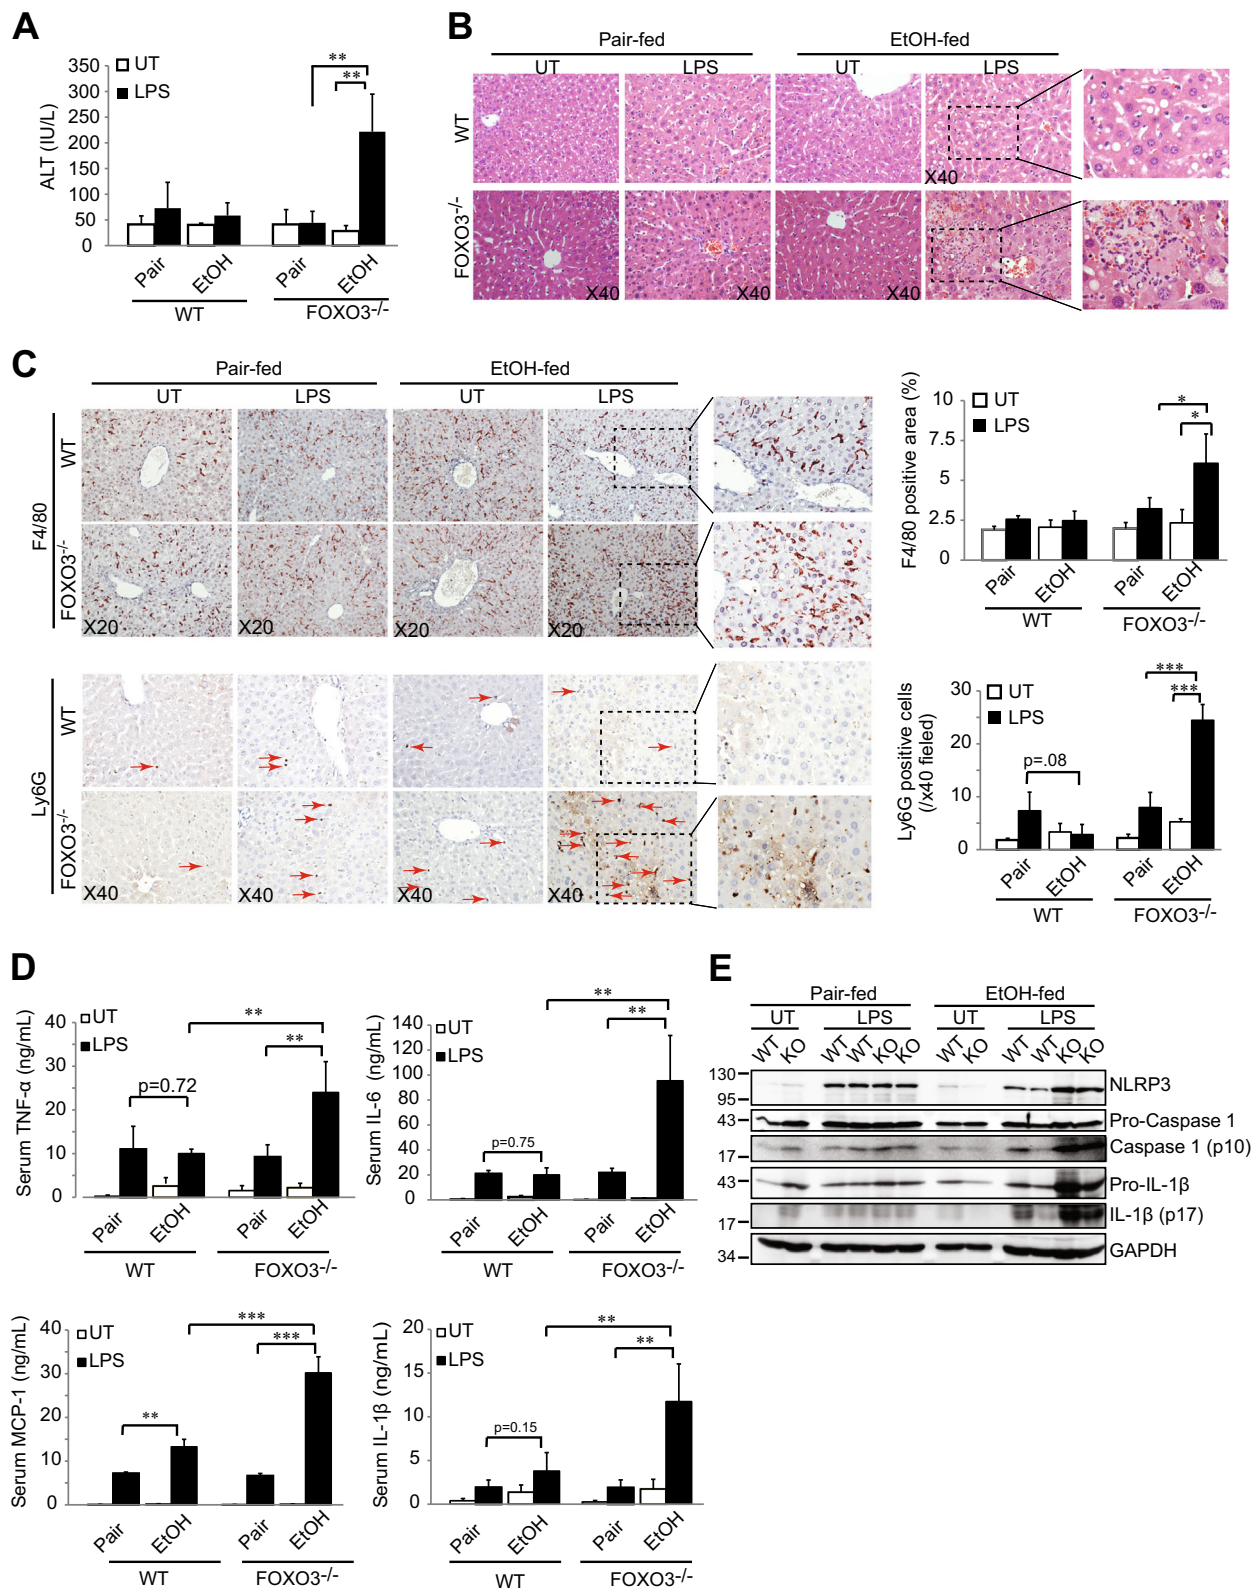 A
UT
LPS
ALT (IU/L)
350
300
250
200
150
100
50
0
**
**
Pair
EtOH
Pair
EtOH
WT
FOXO3-/-
B
Pair-fed
EtOH-fed
UT
LPS
UT
LPS
WT
X40
FOXO3-/-
X40
X40
X40
C
Pair-fed
EtOH-fed
UT
LPS
UT
LPS
F4/80
WT
FOXO3-/-
X20
X20
X20
X20
Ly6G
WT
FOXO3-/-
X40
X40
X40
X40
F4/80 positive area (%)
10
7.5
5
2.5
0
UT
LPS
*
*
Pair
EtOH
Pair
EtOH
WT
FOXO3-/-
Ly6G positive cells
(/x40 fieled)
30
20
10
0
UT
LPS
p=.08
***
***
Pair
EtOH
Pair
EtOH
WT
FOXO3-/-
D
Serum TNF-α (ng/mL)
40
30
20
10
0
UT
LPS
p=0.72
**
**
Pair
EtOH
Pair
EtOH
WT
FOXO3-/-
Serum IL-6 (ng/mL)
140
120
100
80
60
40
20
0
UT
LPS
p=0.75
**
**
Pair
EtOH
Pair
EtOH
WT
FOXO3-/-
Serum MCP-1 (ng/mL)
40
30
20
10
0
UT
LPS
**
***
***
Pair
EtOH
Pair
EtOH
WT
FOXO3-/-
Serum IL-1β (ng/mL)
20
15
10
5
0
UT
LPS
p=0.15
**
**
Pair
EtOH
Pair
EtOH
WT
FOXO3-/-
E
Pair-fed
EtOH-fed
UT
LPS
UT
LPS
WT KO WT WT KO KO WT KO WT WT KO KO
130
95
NLRP3
43
Pro-Caspase 1
17
Caspase 1 (p10)
43
Pro-IL-1β
17
IL-1β (p17)
34
GAPDH